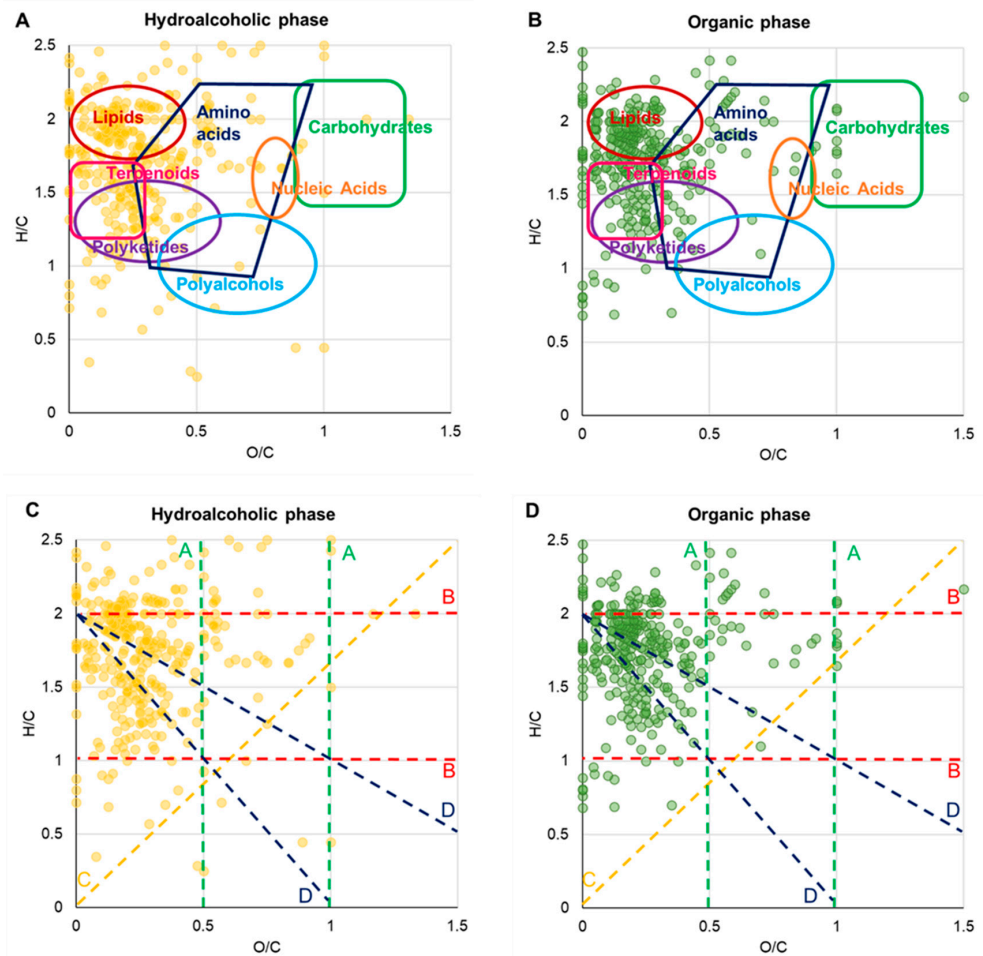 A
Hydroalcoholic phase
2.5
2
1.5
1
0.5
0
H/C
Lipids
Amino
acids
Carbohydrates
Terpenoids
Nucleic Acids
Polyketides
Polyalcohols
0
0.5
1
1.5
O/C
B
Organic phase
2.5
2
1.5
1
0.5
0
H/C
Lipids
Amino
acids
Carbohydrates
Terpenoids
Nucleic Acids
Polyketides
Polyalcohols
0
0.5
1
1.5
O/C
C
Hydroalcoholic phase
2.5
2
1.5
1
0.5
0
H/C
A
A
B
B
D
C
D
0
0.5
1
1.5
O/C
D
Organic phase
2.5
2
1.5
1
0.5
0
H/C
A
A
B
B
D
C
D
0
0.5
1
1.5
O/C